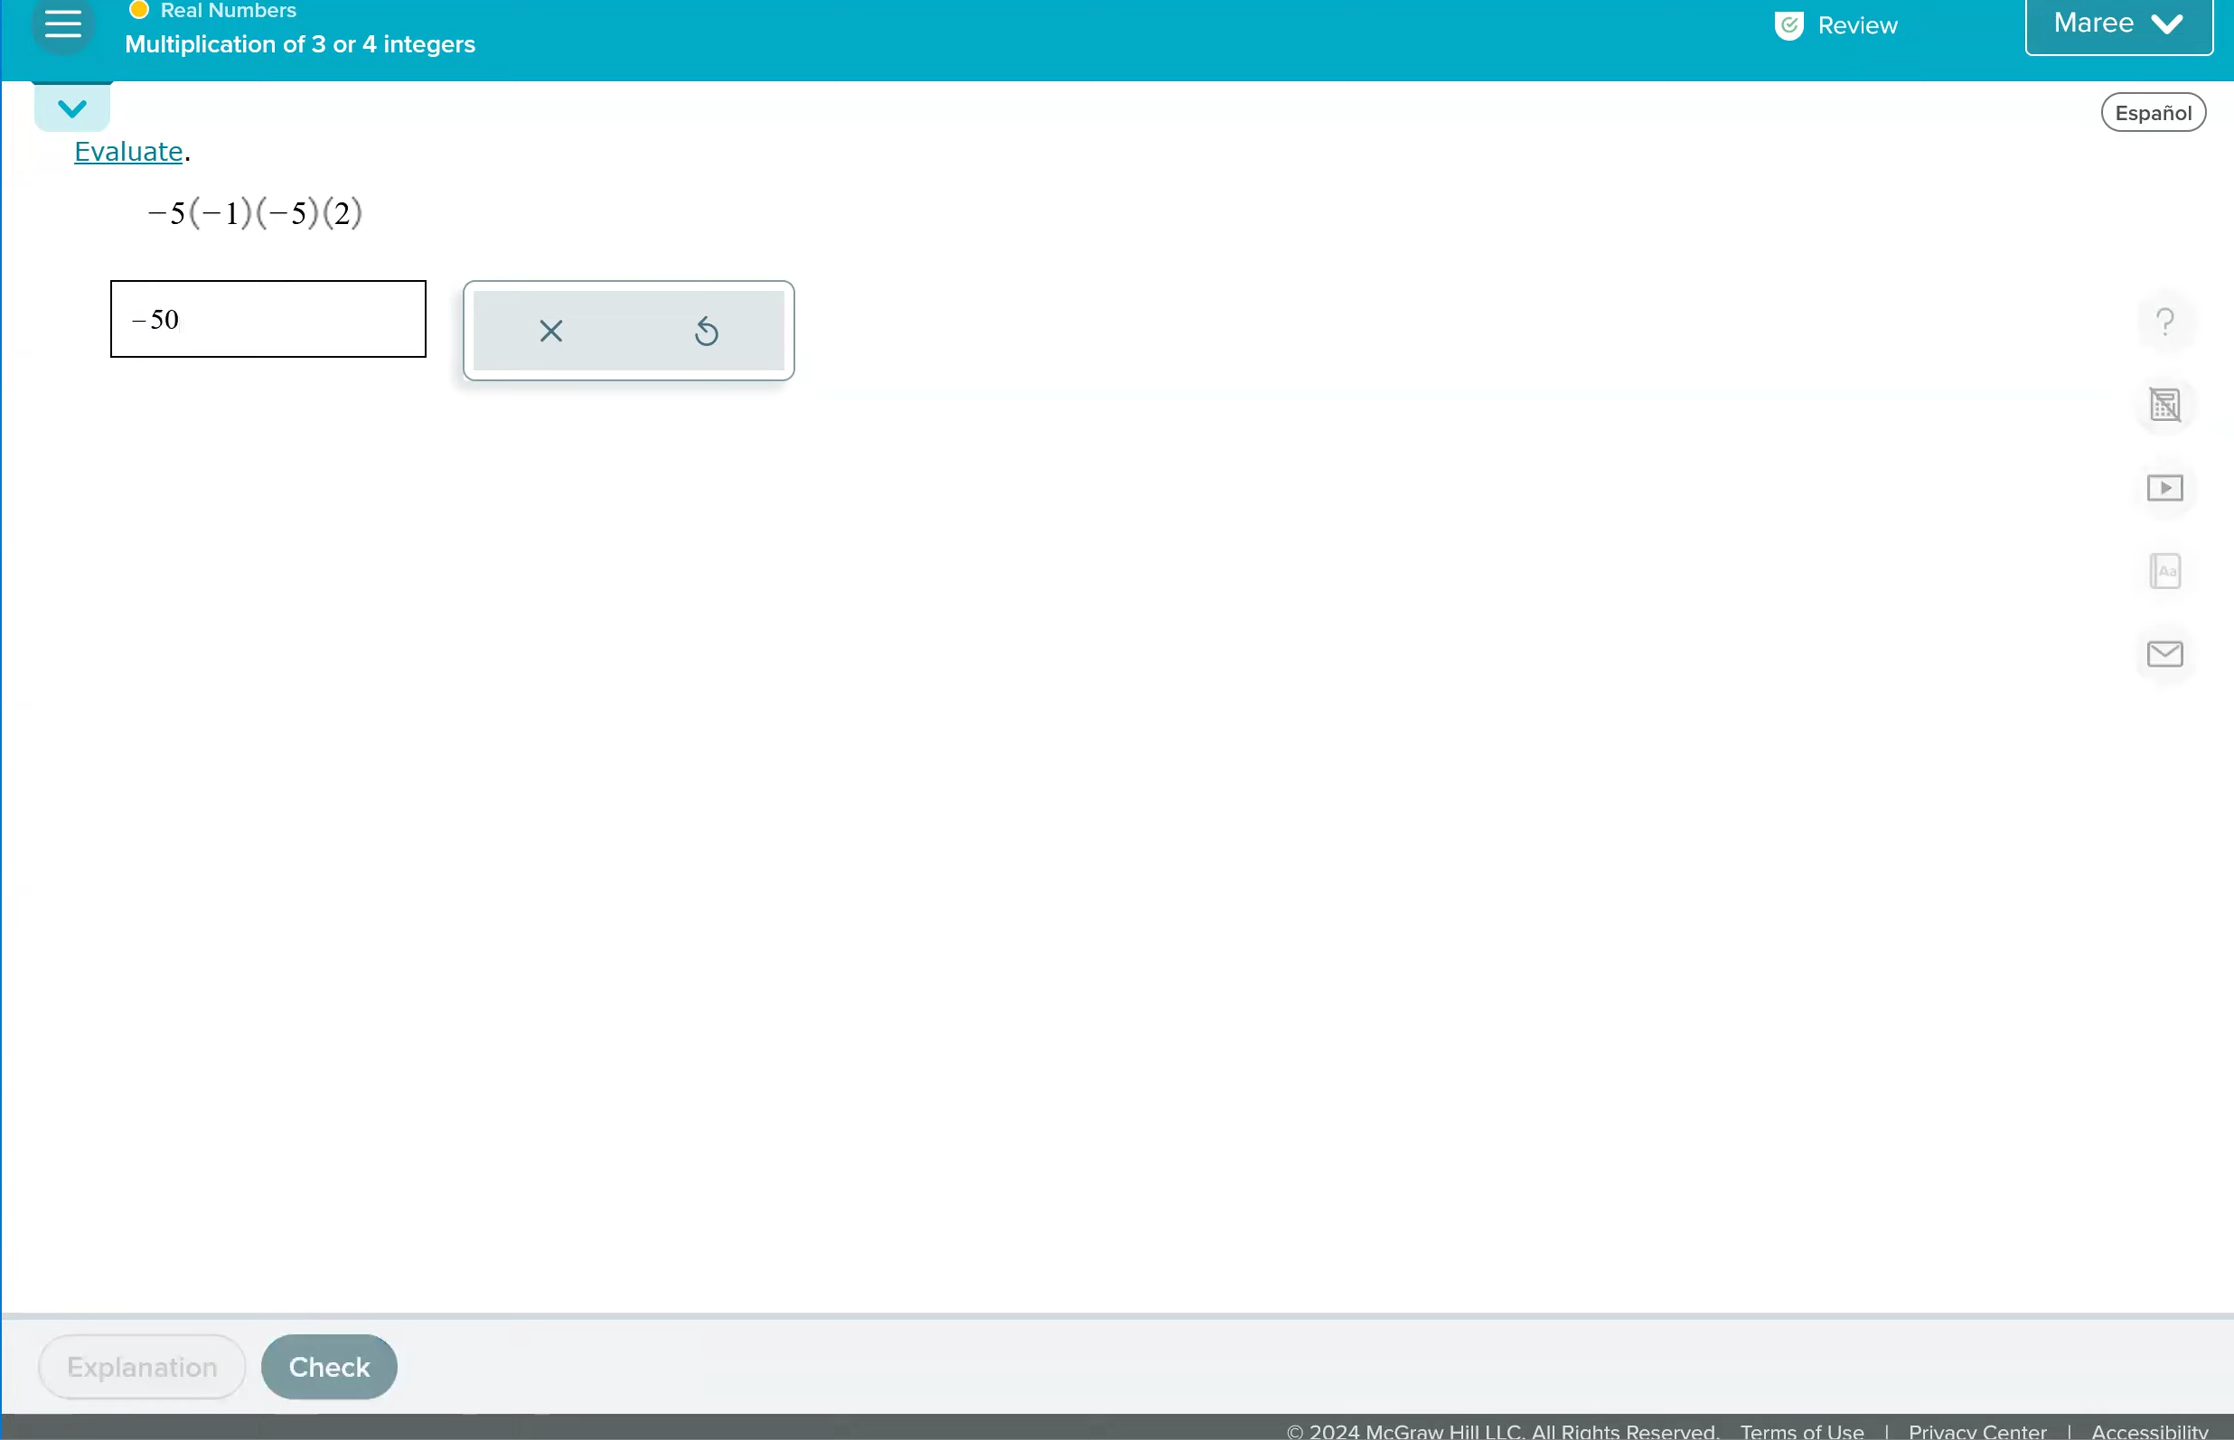 Real Numbers
Multiplication of 3 or 4 integers
Review
Maree
Español
Evaluate.
−5(−1)(−5)(2)
−50
Aa
Explanation
Check
© 2024 McGraw Hill LLC. All Rights Reserved. Terms of Use | Privacy Center | Accessibility